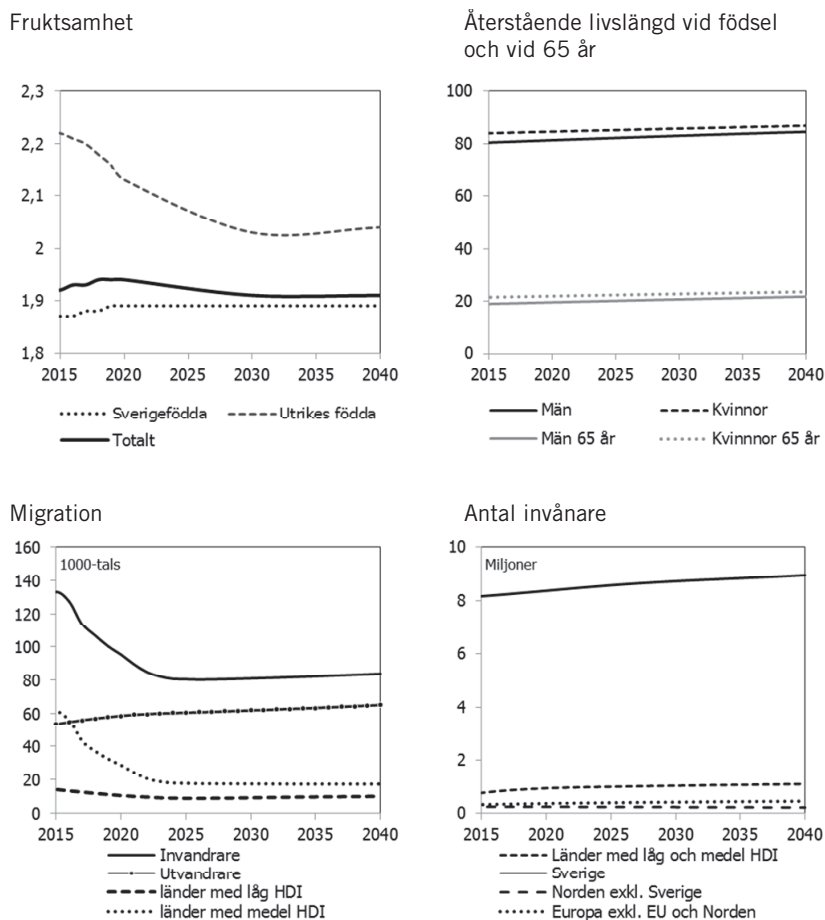 Fruktsamhet
2,3
2,2
2,1
2
1,9
1,8
2015 2020 2025 2030 2035 2040
Sverigefödda Utrikes födda
Totalt
Återstående livslängd vid födsel
och vid 65 år
100
80
60
40
20
0
2015 2020 2025 2030 2035 2040
Män Kvinnor
Män 65 år Kvinnnor 65 år
Migration
160
1000-tals
140
120
100
80
60
40
20
0
2015 2020 2025 2030 2035 2040
Invandrare
Utvandrare
länder med låg HDI
länder med medel HDI
Antal invånare
10
Miljoner
8
6
4
2
0
2015 2020 2025 2030 2035 2040
Länder med låg och medel HDI
Sverige
Norden exkl. Sverige
Europa exkl. EU och Norden